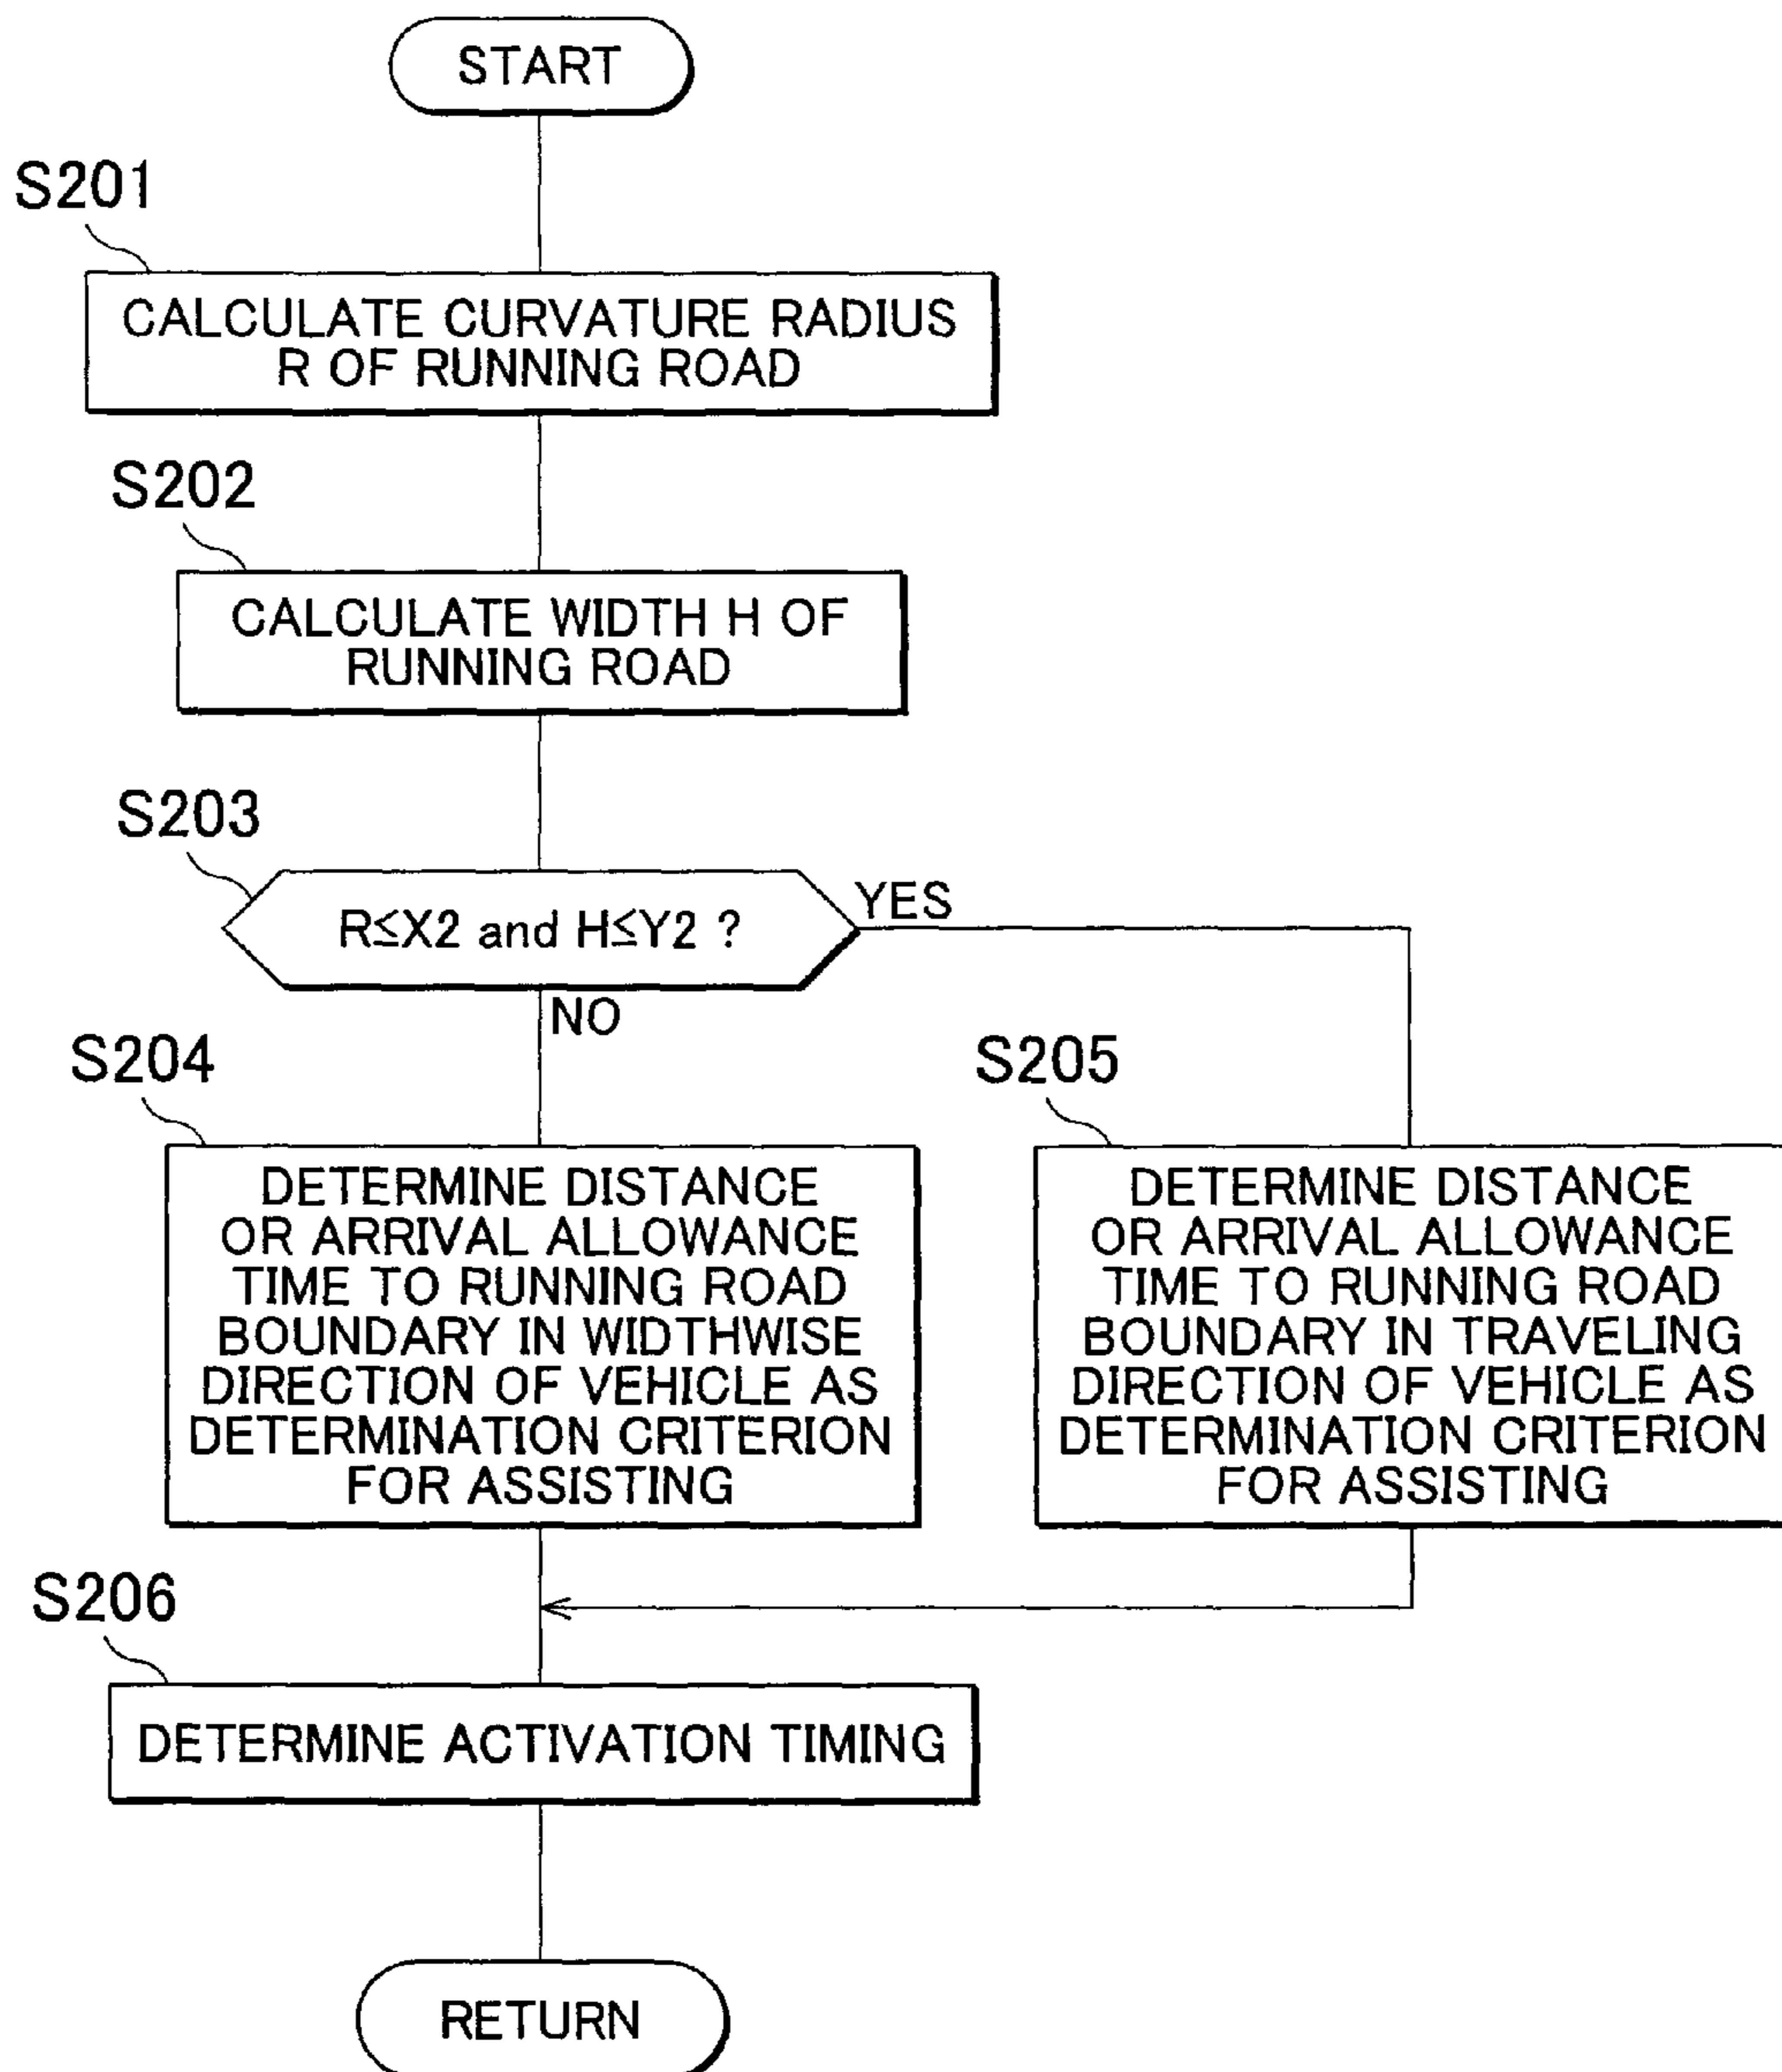 START
S201
CALCULATE CURVATURE RADIUS
R OF RUNNING ROAD
S202
CALCULATE WIDTH H OF
RUNNING ROAD
S203
R≦X2 and H≦Y2 ?
YES
NO
S204
DETERMINE DISTANCE
OR ARRIVAL ALLOWANCE
TIME TO RUNNING ROAD
BOUNDARY IN WIDTHWISE
DIRECTION OF VEHICLE AS
DETERMINATION CRITERION
FOR ASSISTING
S205
DETERMINE DISTANCE
OR ARRIVAL ALLOWANCE
TIME TO RUNNING ROAD
BOUNDARY IN TRAVELING
DIRECTION OF VEHICLE AS
DETERMINATION CRITERION
FOR ASSISTING
S206
DETERMINE ACTIVATION TIMING
RETURN